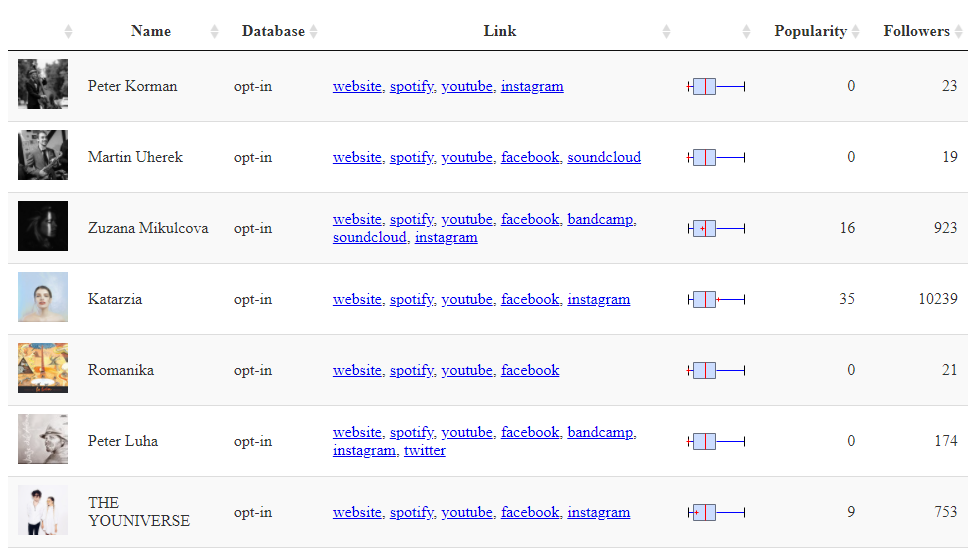 Name Database Link Popularity Followers
Peter Korman opt-in website, spotify, youtube, instagram 0 23
Martin Uherek opt-in website, spotify, youtube, facebook, soundcloud 0 19
Zuzana Mikulcova opt-in website, spotify, youtube, facebook, bandcamp,
soundcloud, instagram 16 923
Katarzia opt-in website, spotify, youtube, facebook, instagram 35 10239
Romanika opt-in website, spotify, youtube, facebook 0 21
Peter Luha opt-in website, spotify, youtube, facebook, bandcamp,
instagram, twitter 0 174
THE
YOUNIVERSE opt-in website, spotify, youtube, facebook, instagram 9 753